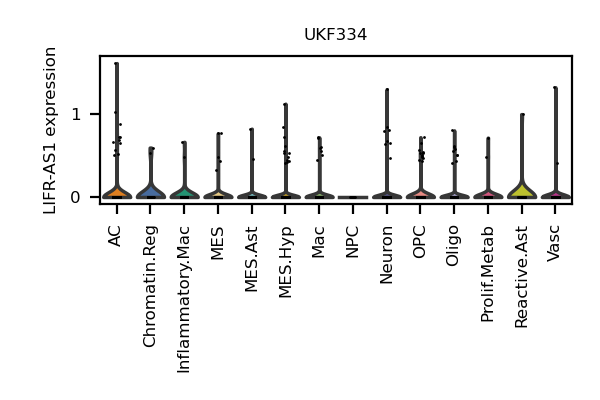 UKF334
LIFR-AS1 expression
1
0
AC
Chromatin.Reg
Inflammatory.Mac
MES
MES.Ast
MES.Hyp
Mac
NPC
Neuron
OPC
Oligo
Prolif.Metab
Reactive.Ast
Vasc